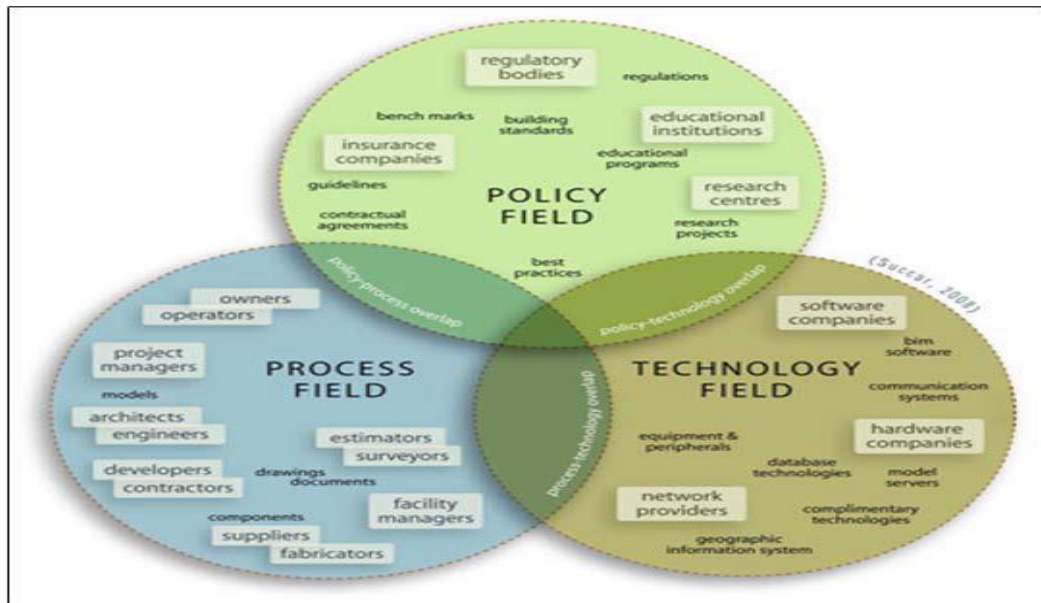 regulatory
bodies
regulations
bench marks
building
standards
educational
institutions
insurance
companies
educational
programs
guidelines
research
centres
POLICY
FIELD
contractual
agreements
research
projects
best
practices
policy-process overlap
policy-technology overlap
(Succar, 2008)
owners
operators
project
managers
PROCESS
FIELD
models
architects
engineers
estimators
surveyors
developers
contractors
drawings
documents
facility
managers
components
suppliers
fabricators
process-technology overlap
software
companies
bim
software
TECHNOLOGY
FIELD
communication
systems
hardware
companies
equipment &
peripherals
database
technologies
model
servers
network
providers
complimentary
technologies
geographic
information system